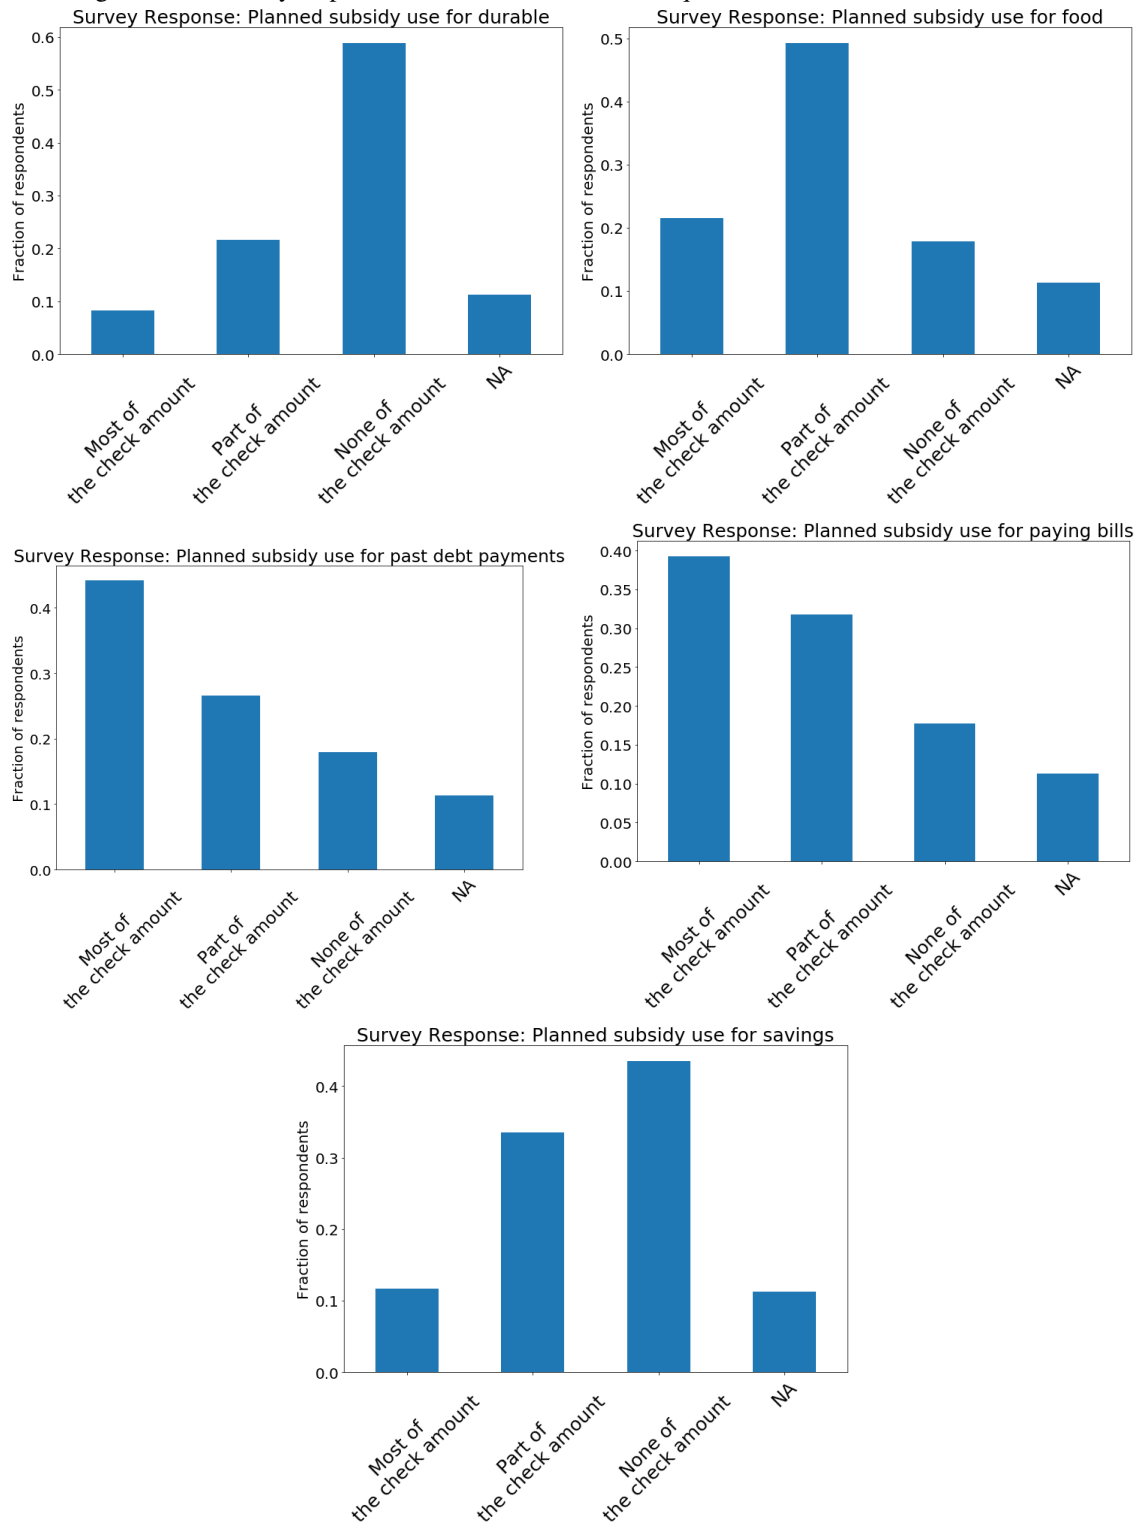 Survey Response: Planned subsidy use for durable
Fraction of respondents
0.6
0.5
0.4
0.3
0.2
0.1
0.0
Most of
the check amount
Part of
the check amount
None of
the check amount
NA
Survey Response: Planned subsidy use for food
Fraction of respondents
0.5
0.4
0.3
0.2
0.1
0.0
Most of
the check amount
Part of
the check amount
None of
the check amount
NA
Survey Response: Planned subsidy use for past debt payments
Fraction of respondents
0.4
0.3
0.2
0.1
0.0
Most of
the check amount
Part of
the check amount
None of
the check amount
NA
Survey Response: Planned subsidy use for paying bills
Fraction of respondents
0.40
0.35
0.30
0.25
0.20
0.15
0.10
0.05
0.00
Most of
the check amount
Part of
the check amount
None of
the check amount
NA
Survey Response: Planned subsidy use for savings
Fraction of respondents
0.4
0.3
0.2
0.1
0.0
Most of
the check amount
Part of
the check amount
None of
the check amount
NA